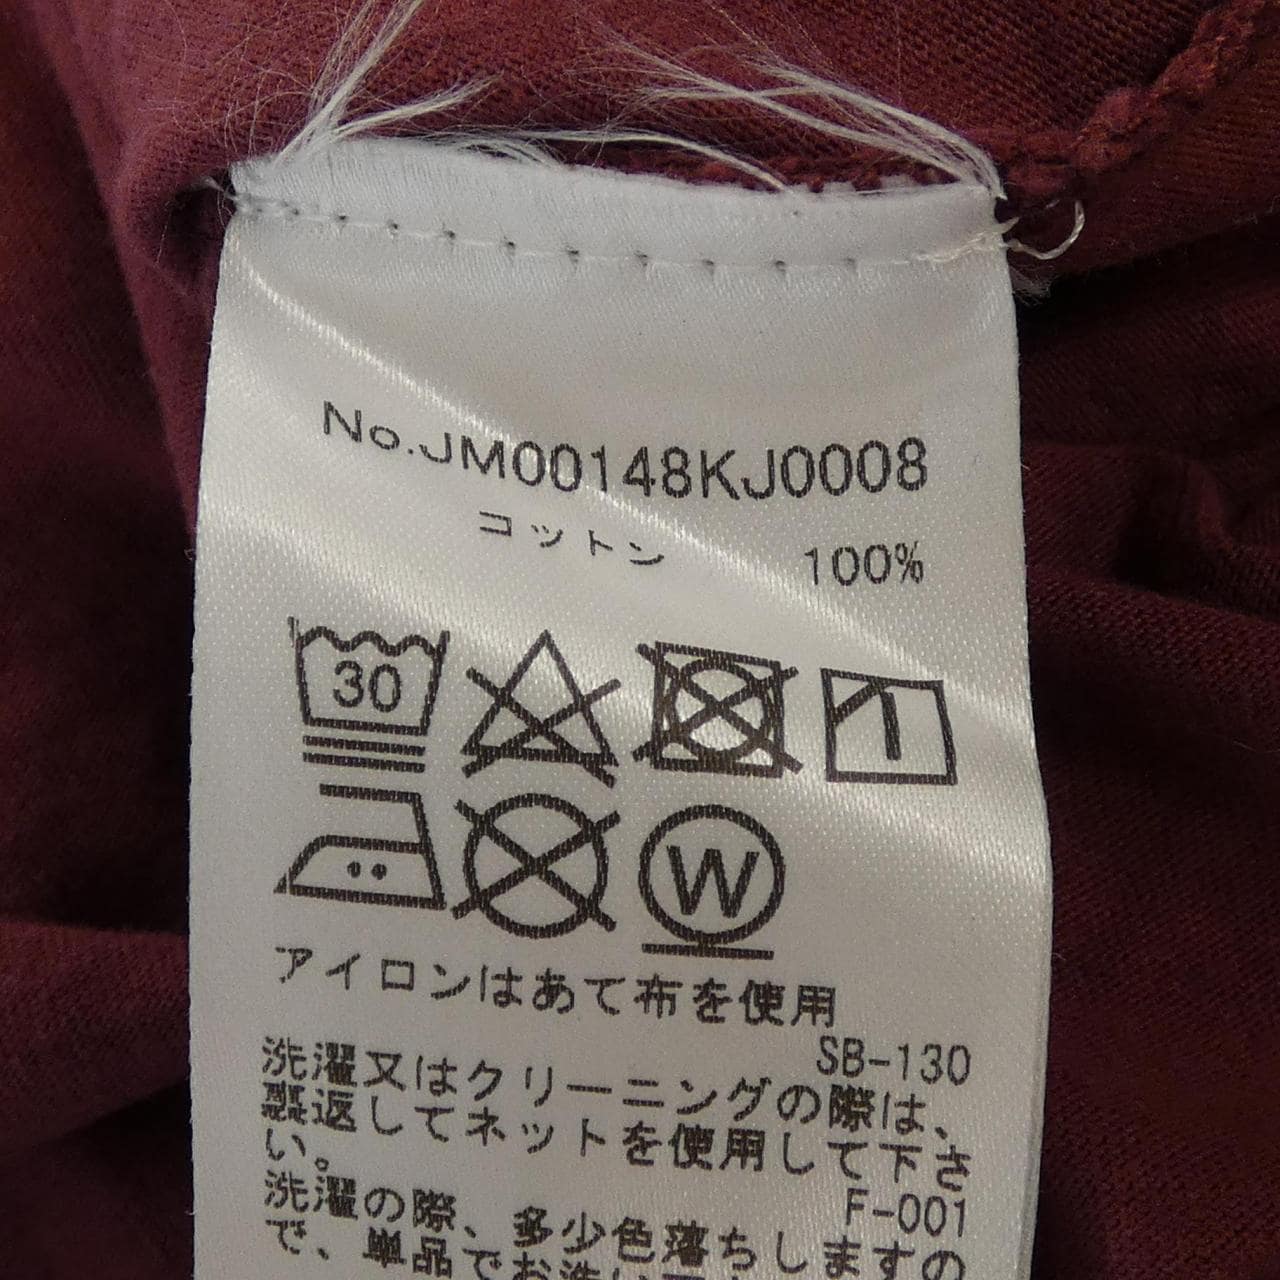 No.JM00148KJ0008
コットン 100%
30
W
アイロンはあて布を使用
SB-130
洗濯又はクリーニングの際は、
裏返してネットを使用して下さ
い。
F-001
洗濯の際、多少色落ちしますの
で、単品でお洗い